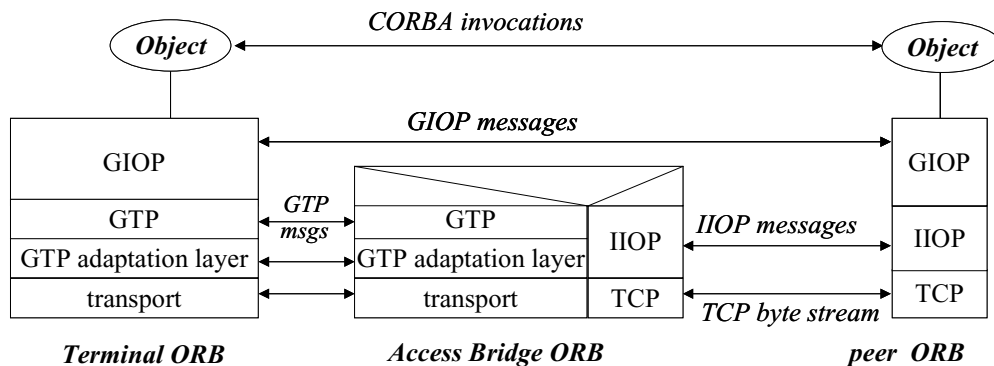 CORBA invocations
Object
Object
GIOP messages
GIOP
GIOP
GTP
GTP
msgs
GTP
IIOP
IIOP messages
IIOP
GTP adaptation layer
GTP adaptation layer
transport
transport
TCP
TCP byte stream
TCP
Terminal ORB
Access Bridge ORB
peer ORB